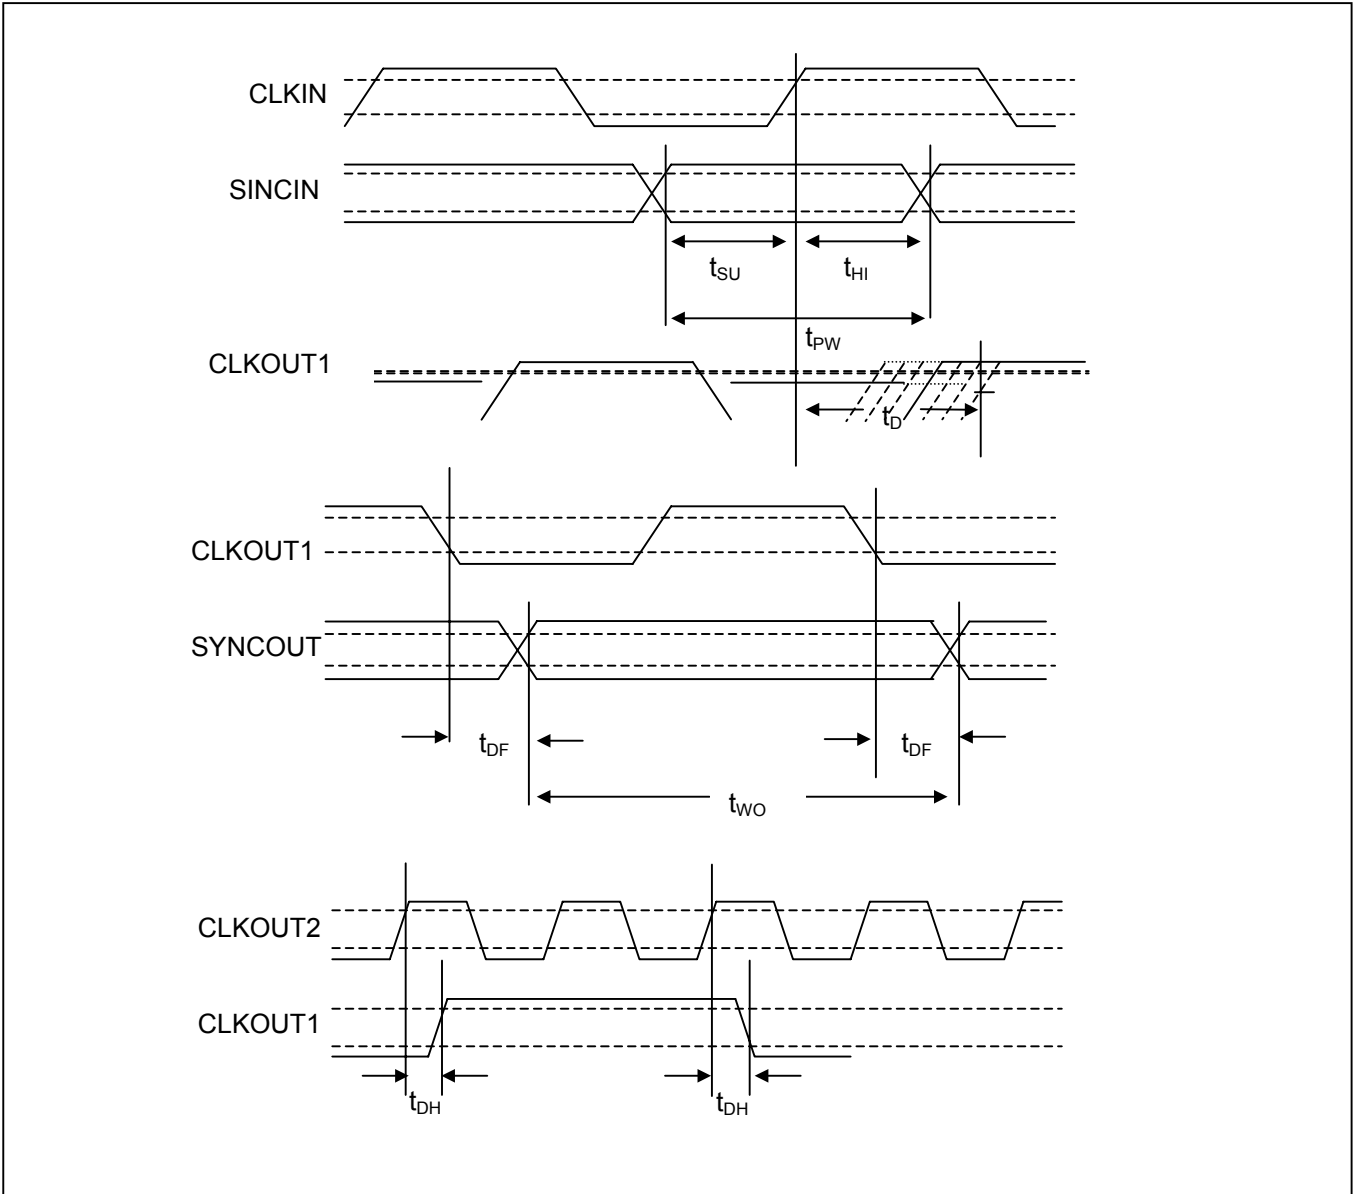 CLKIN
SINCIN
tSU
tHI
tPW
CLKOUT1
tD
CLKOUT1
SYNCOUT
tDF
tDF
tWO
CLKOUT2
CLKOUT1
tDH
tDH